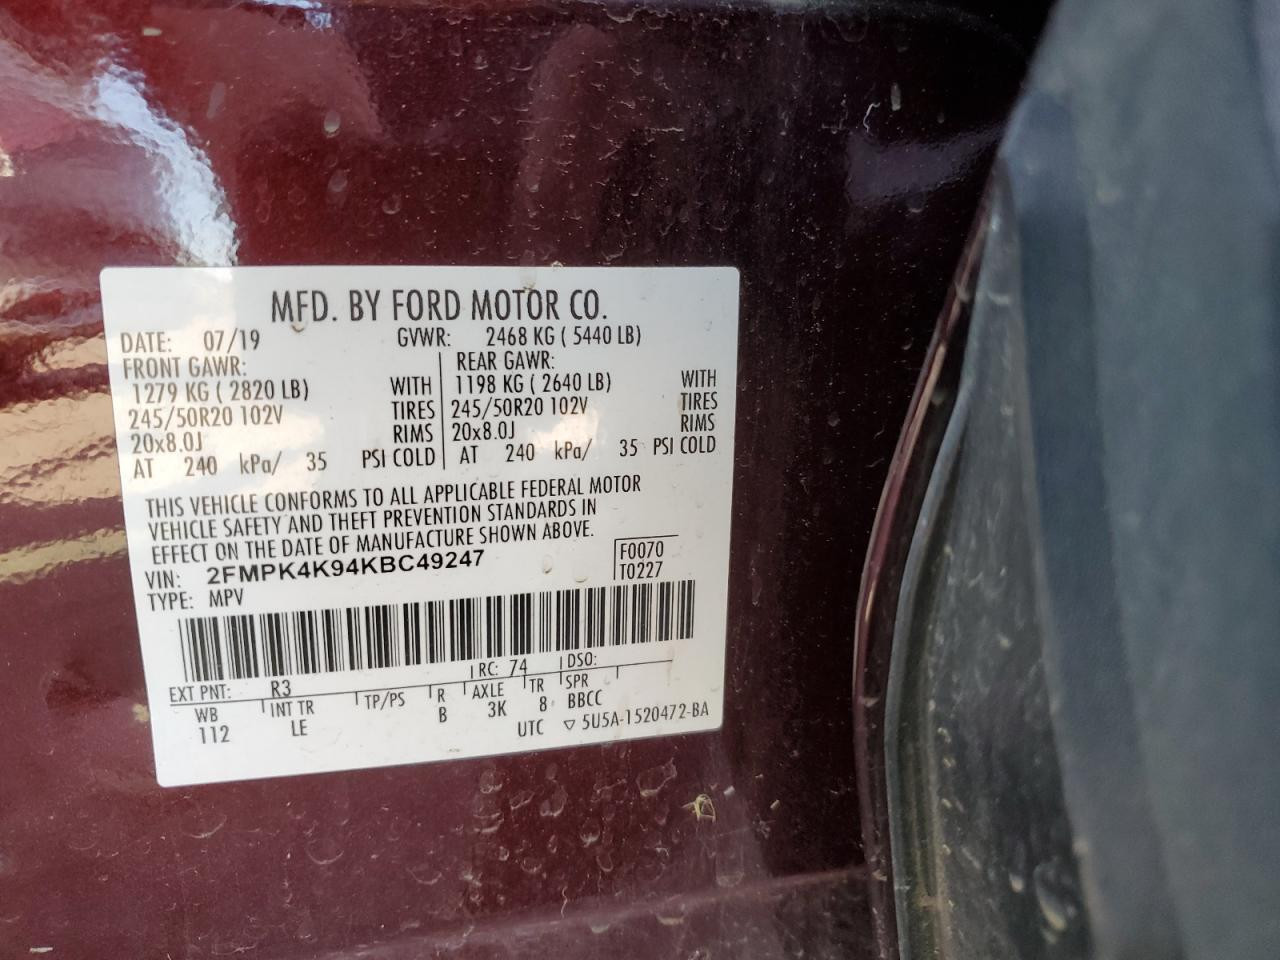 MFD. BY FORD MOTOR CO.
DATE: 07/19 GVWR: 2468 KG ( 5440 LB)
FRONT GAWR: REAR GAWR:
1279 KG ( 2820 LB) WITH 1198 KG ( 2640 LB) WITH
245/50R20 102V TIRES 245/50R20 102V TIRES
20x8.0J RIMS 20x8.0J RIMS
AT 240 kPa/ 35 PSI COLD AT 240 kPa/ 35 PSI COLD
THIS VEHICLE CONFORMS TO ALL APPLICABLE FEDERAL MOTOR
VEHICLE SAFETY AND THEFT PREVENTION STANDARDS IN
EFFECT ON THE DATE OF MANUFACTURE SHOWN ABOVE.
VIN: 2FMPK4K94KBC49247 F0070
TYPE: MPV T0227
EXT PNT: R3 RC: 74 DSO:
WB INT TR TP/PS R AXLE TR SPR
112 LE B 3K 8 BBCC
UTC ▽ 5U5A-1520472-BA